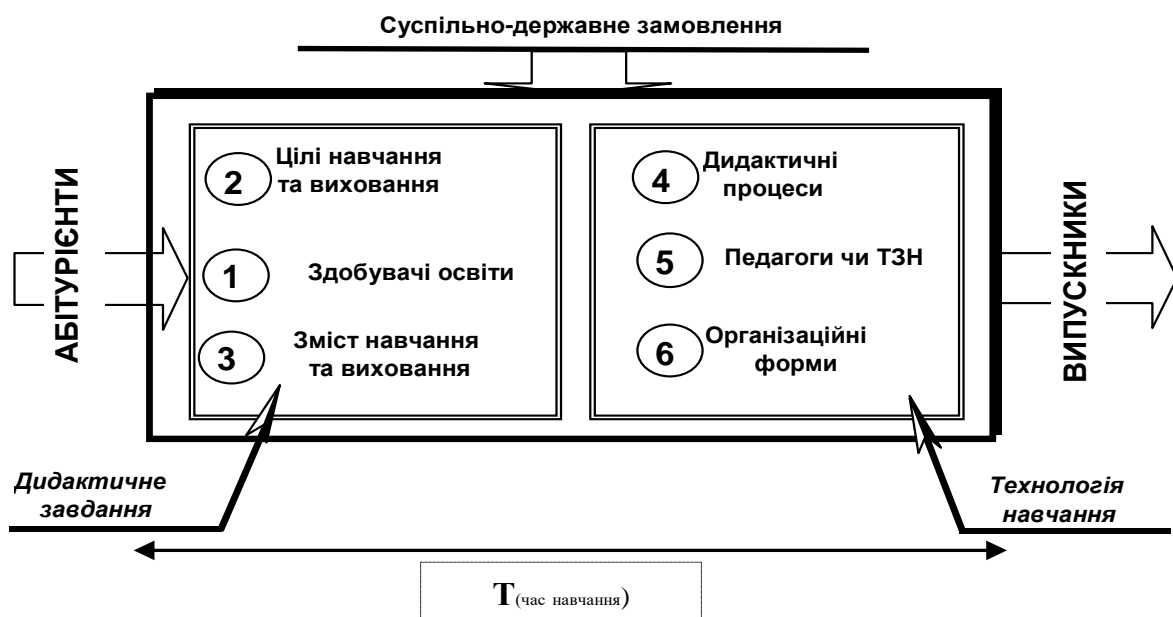 Суспільно-державне замовлення
АБІТУРІЄНТИ
2
Цілі навчання
та виховання
1
Здобувачі освіти
3
Зміст навчання
та виховання
4
Дидактичні
процеси
5
Педагоги чи ТЗН
6
Організаційні
форми
ВИПУСКНИКИ
Дидактичне
завдання
Технологія
навчання
Т(час навчання)